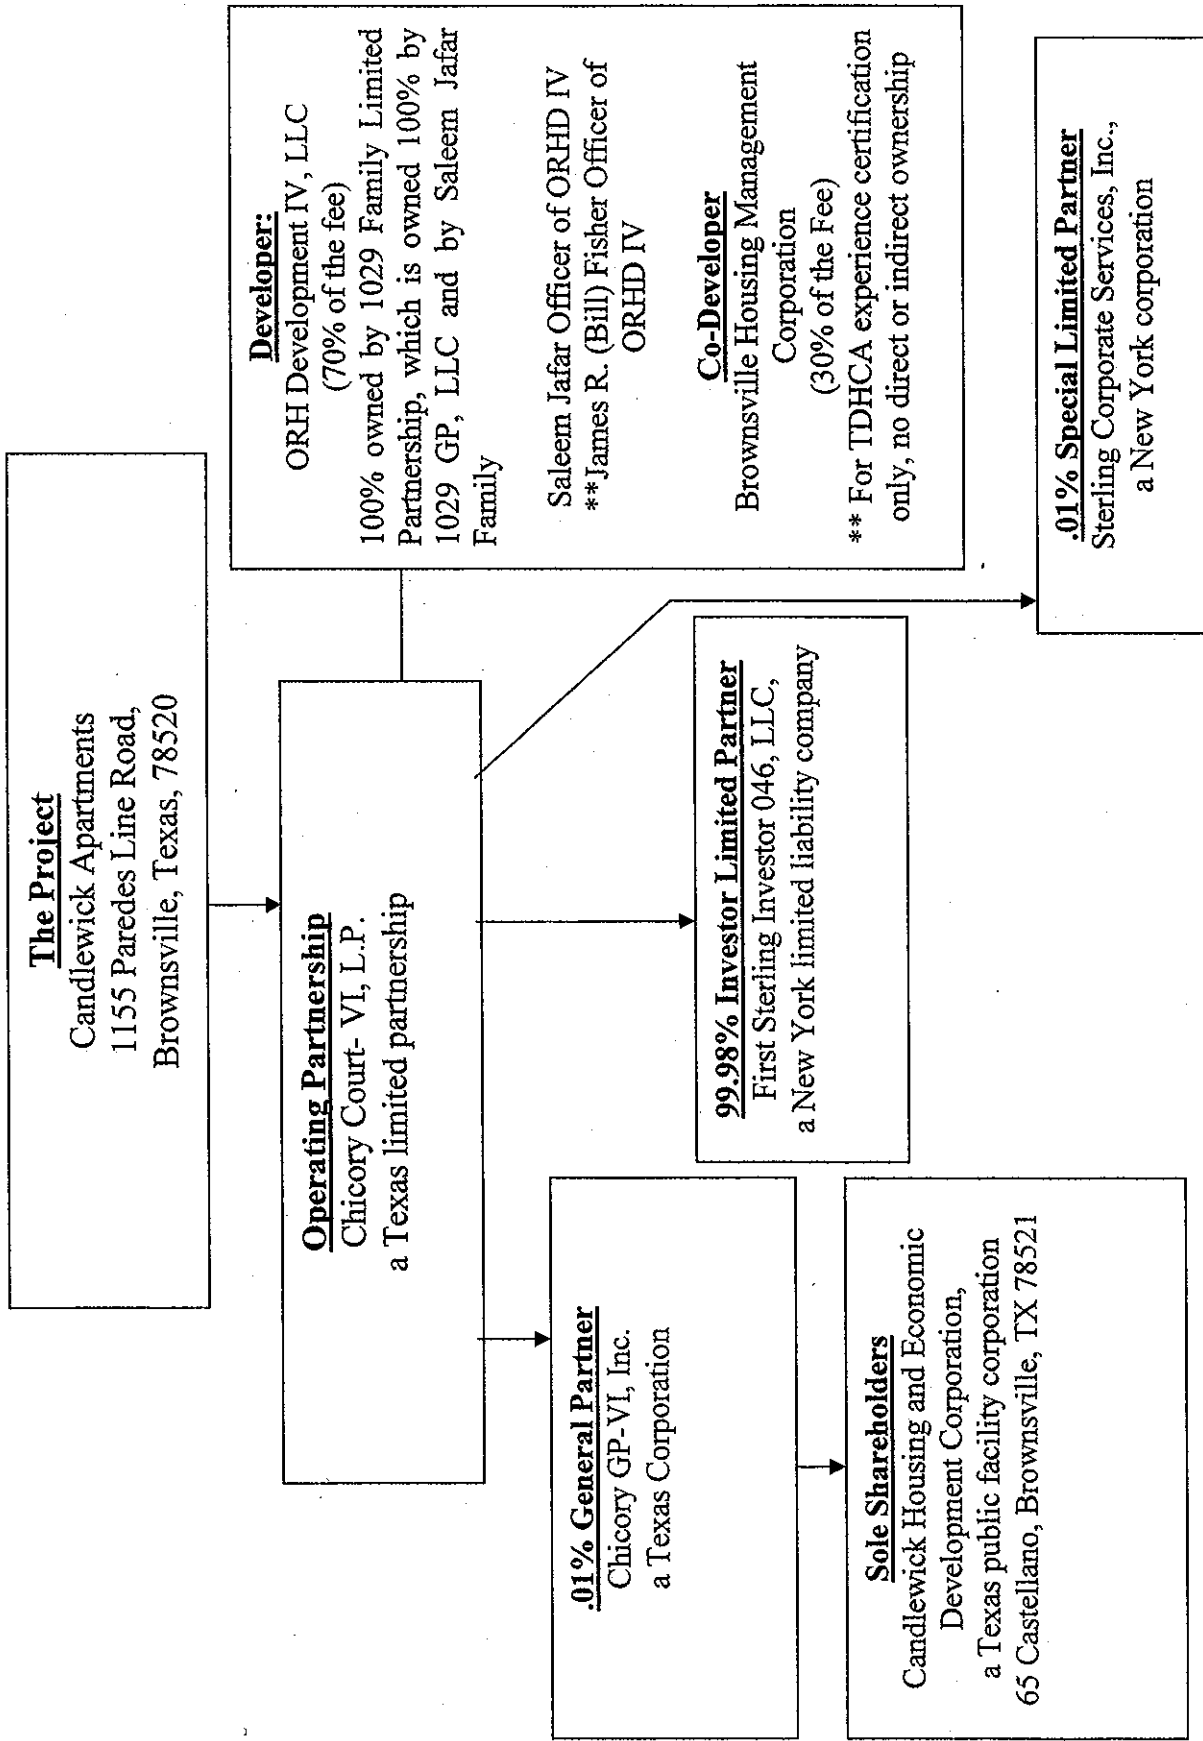 The Project
Candlewick Apartments
1155 Paredes Line Road,
Brownsville, Texas, 78520
Operating Partnership
Chicory Court- VI, L.P.
a Texas limited partnership
Developer:
ORH Development IV, LLC
(70% of the fee)
100% owned by 1029 Family Limited
Partnership, which is owned 100% by
1029 GP, LLC and by Saleem Jafar
Family
Saleem Jafar Officer of ORHD IV
**James R. (Bill) Fisher Officer of
ORHD IV
Co-Developer
Brownsville Housing Management
Corporation
(30% of the Fee)
** For TDHCA experience certification
only, no direct or indirect ownership
.01% General Partner
Chicory GP-VI, Inc.
a Texas Corporation
99.98% Investor Limited Partner
First Sterling Investor 046, LLC,
a New York limited liability company
.01% Special Limited Partner
Sterling Corporate Services, Inc.,
a New York corporation
Sole Shareholders
Candlewick Housing and Economic
Development Corporation,
a Texas public facility corporation
65 Castellano, Brownsville, TX 78521